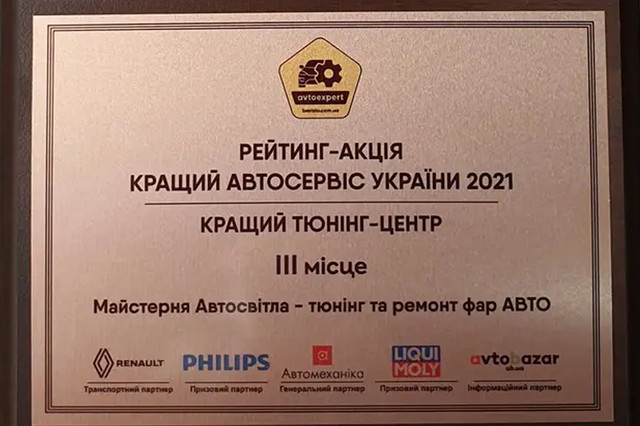 avtoexpert
РЕЙТИНГ-АКЦІЯ
КРАЩИЙ АВТОСЕРВІС УКРАЇНИ 2021
КРАЩИЙ ТЮНІНГ-ЦЕНТР
III місце
Майстерня Автосвітла - тюнінг та ремонт фар АВТО
RENAULT PHILIPS Автомеханіка LIQUI MOLY avtobazar
Транспортний партнер Призовий партнер Генеральний партнер Призовий партнер Інформаційний партнер